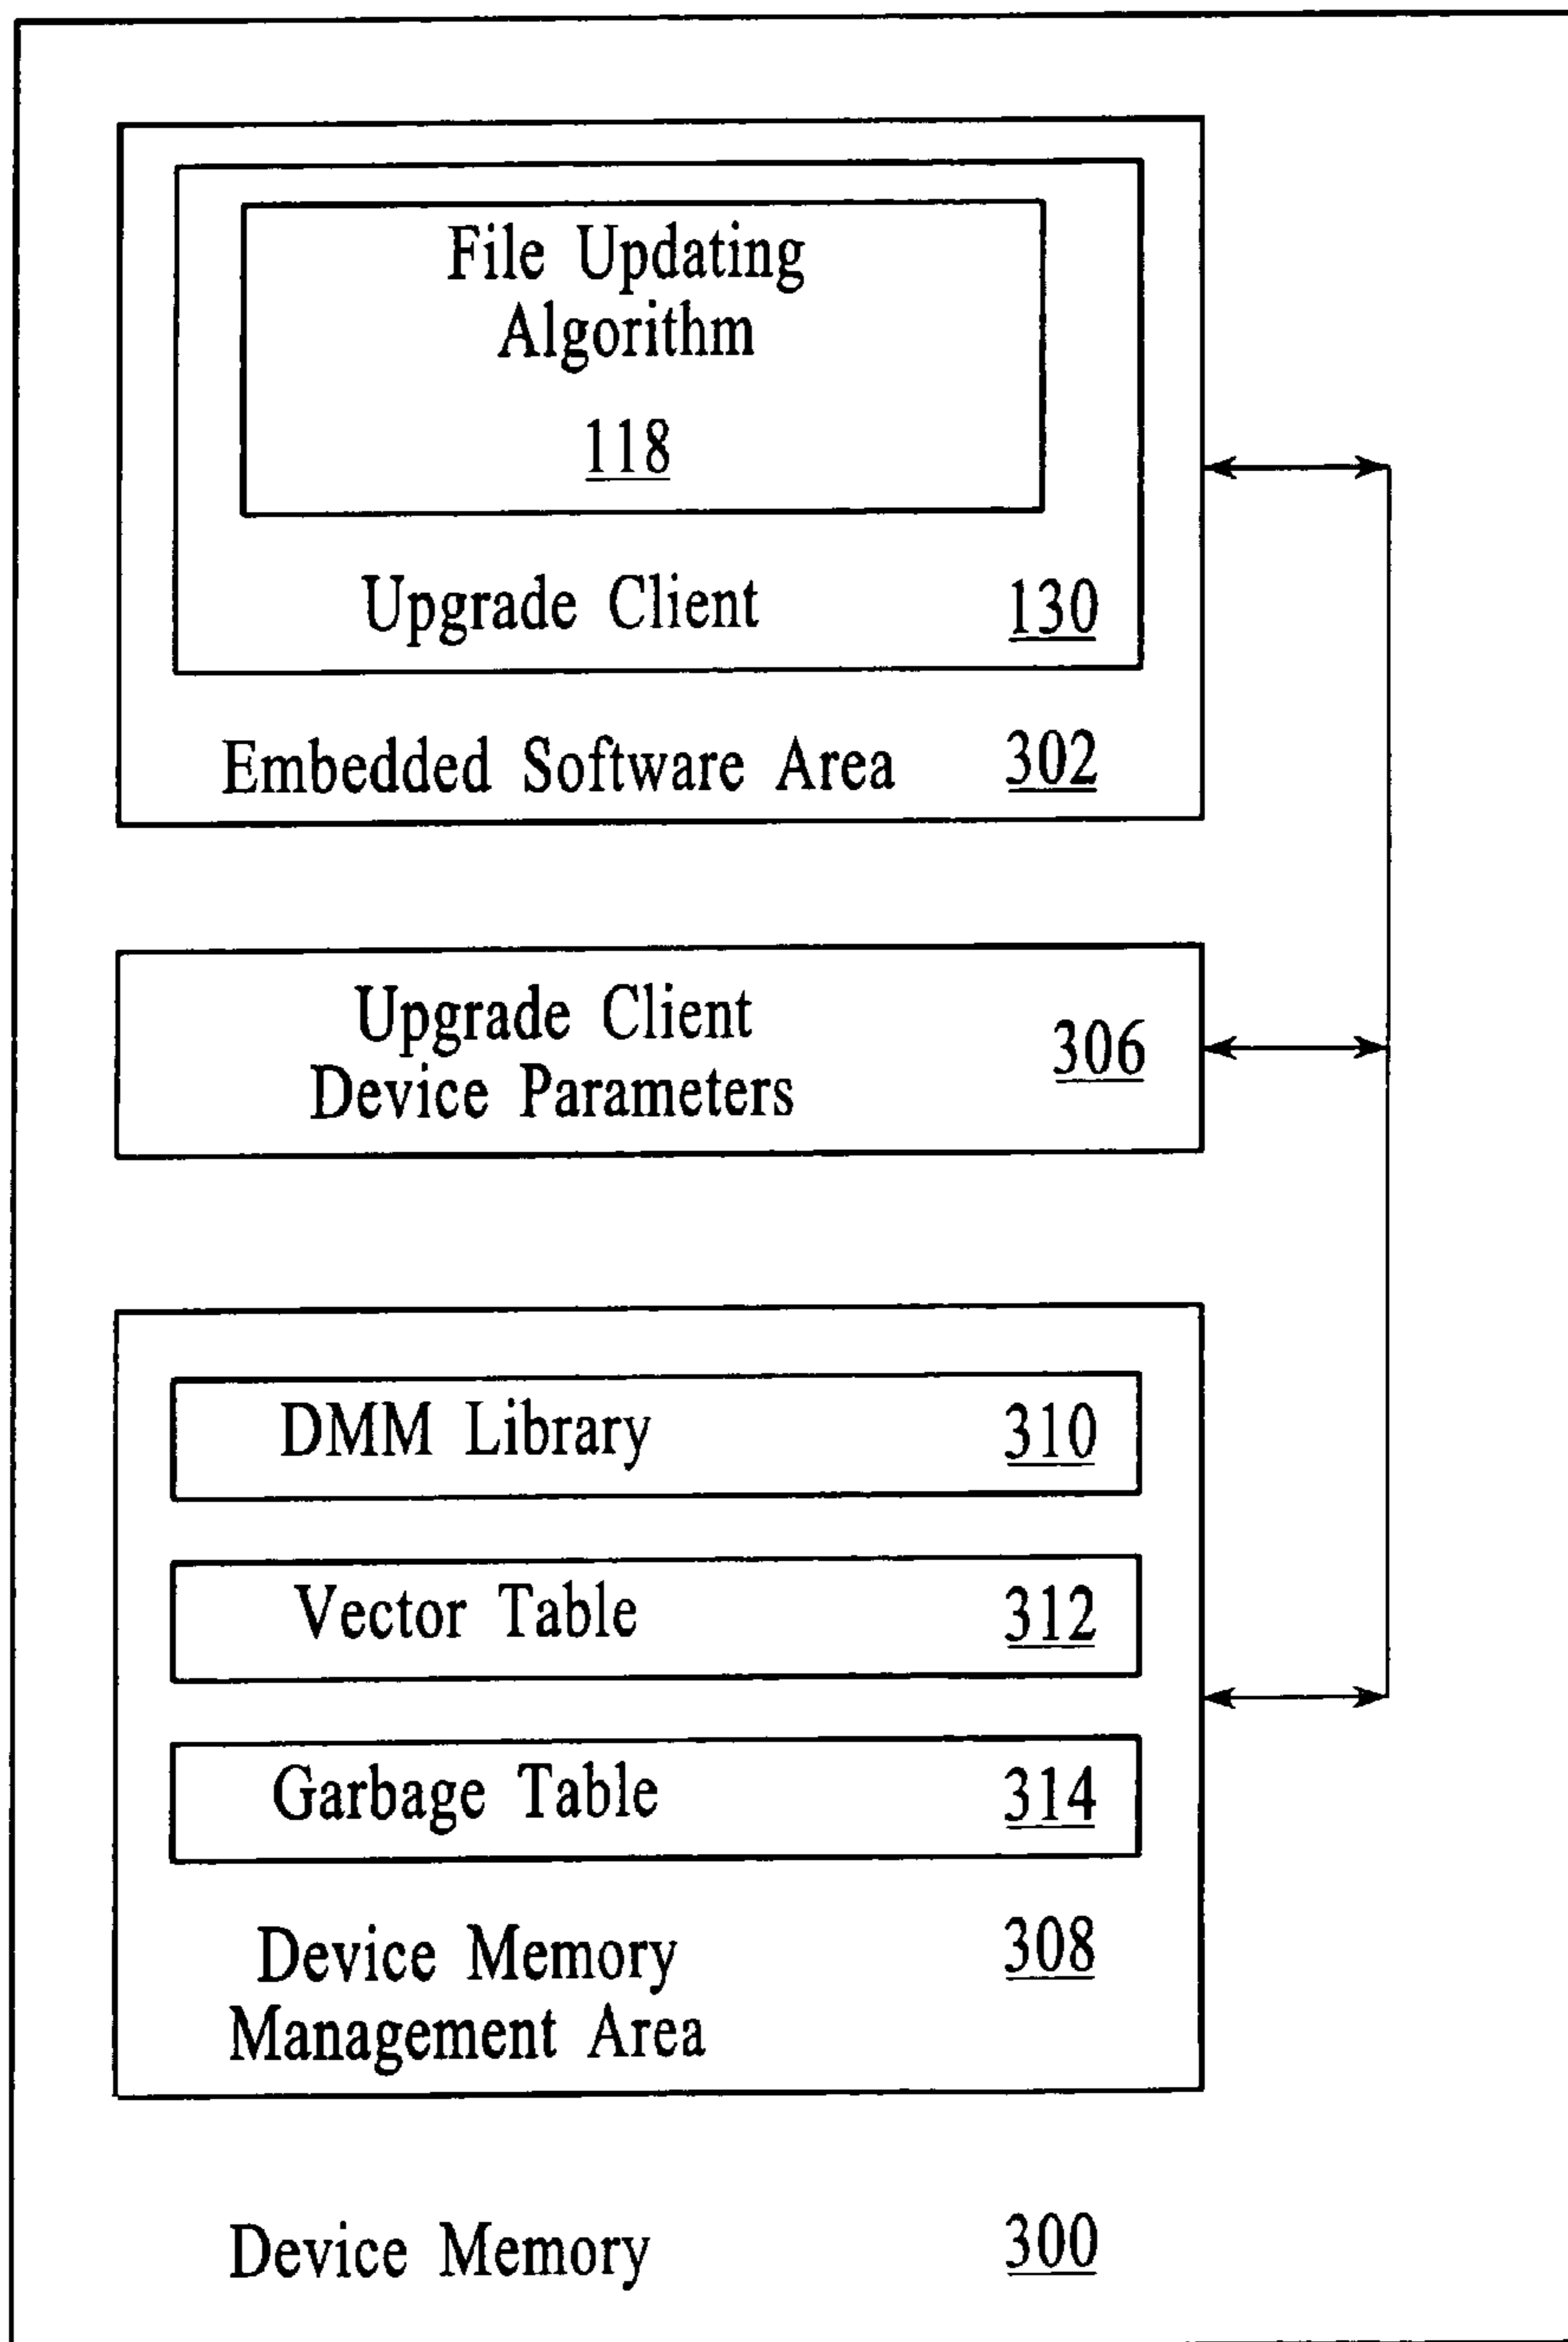 File Updating
Algorithm
118
Upgrade Client 130
Embedded Software Area 302
Upgrade Client
Device Parameters
306
DMM Library 310
Vector Table 312
Garbage Table 314
Device Memory 308
Management Area
Device Memory 300